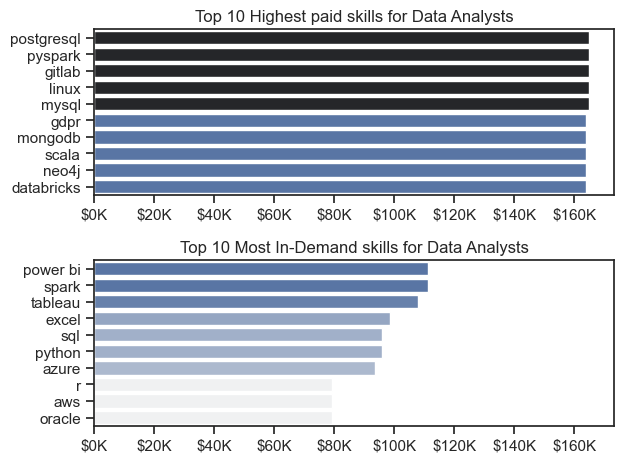 Top 10 Highest paid skills for Data Analysts
postgresql
pyspark
gitlab
linux
mysql
gdpr
mongodb
scala
neo4j
databricks
$0K $20K $40K $60K $80K $100K $120K $140K $160K
Top 10 Most In-Demand skills for Data Analysts
power bi
spark
tableau
excel
sql
python
azure
r
aws
oracle
$0K $20K $40K $60K $80K $100K $120K $140K $160K